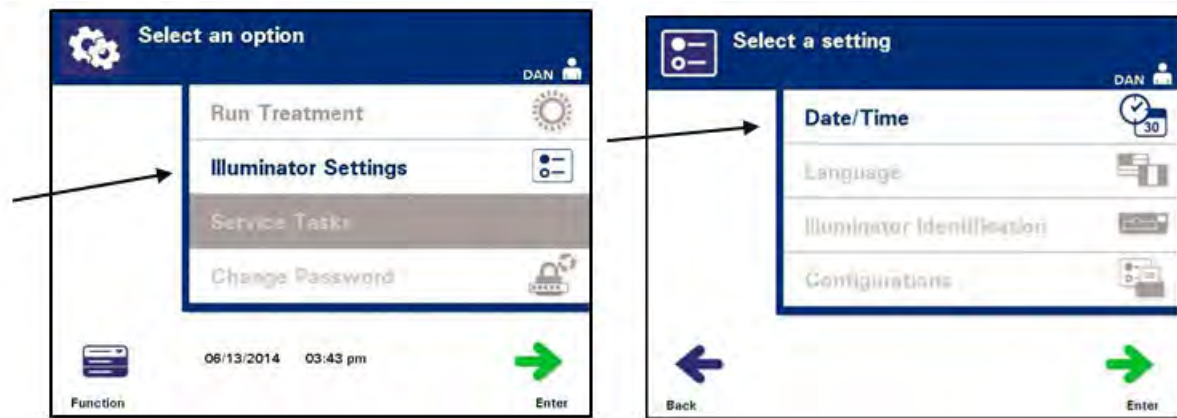 Select an option
DAN
Run Treatment
Illuminator Settings
Service Tasks
Change Password
06/13/2014 03:43 pm
Function
Enter
Select a setting
DAN
30
Date/Time
Language
Illuminator Identification
Configurations
Back
Enter